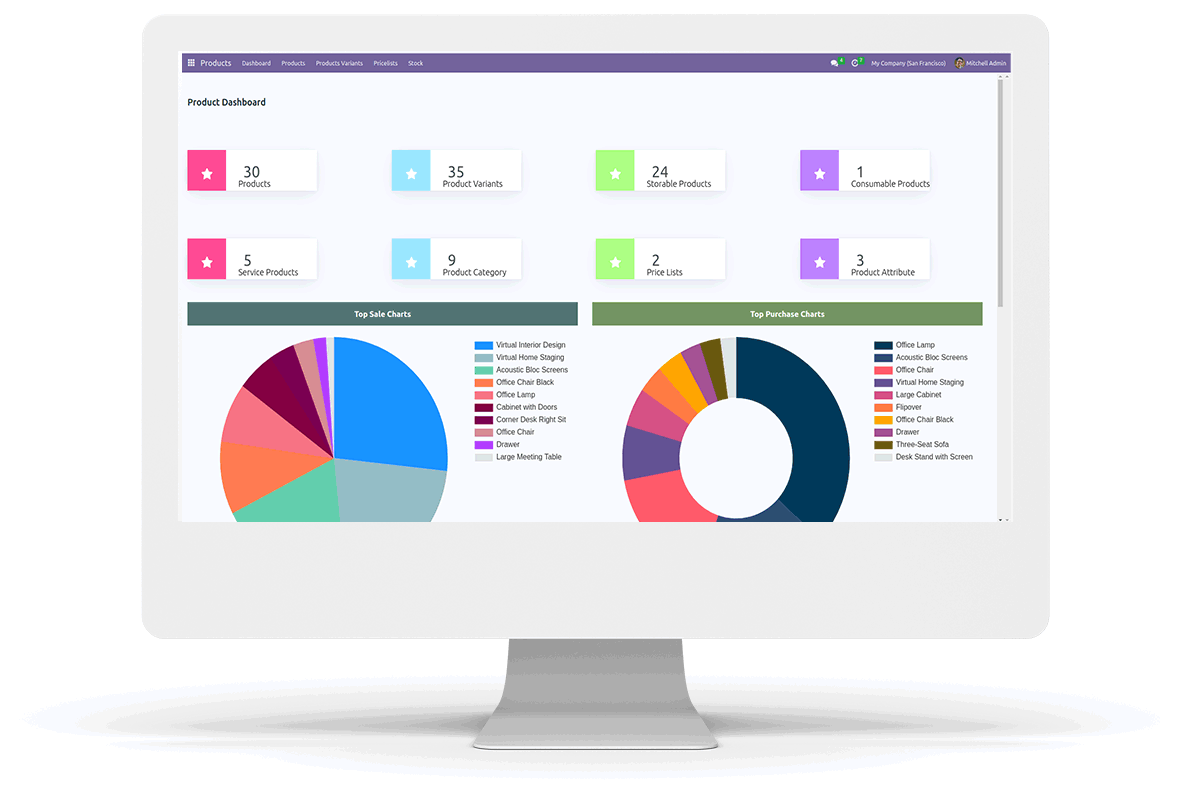 Products Dashboard Products Products Variants Pricelists Stock 4 7 My Company (San Francisco) Mitchell Admin
Product Dashboard
30
Products
35
Product Variants
24
Storable Products
1
Consumable Products
5
Service Products
9
Product Category
2
Price Lists
3
Product Attribute
Top Sale Charts
Virtual Interior Design
Virtual Home Staging
Acoustic Bloc Screens
Office Chair Black
Office Lamp
Cabinet with Doors
Corner Desk Right Sit
Office Chair
Drawer
Large Meeting Table
Top Purchase Charts
Office Lamp
Acoustic Bloc Screens
Office Chair
Virtual Home Staging
Large Cabinet
Flipover
Office Chair Black
Drawer
Three-Seat Sofa
Desk Stand with Screen